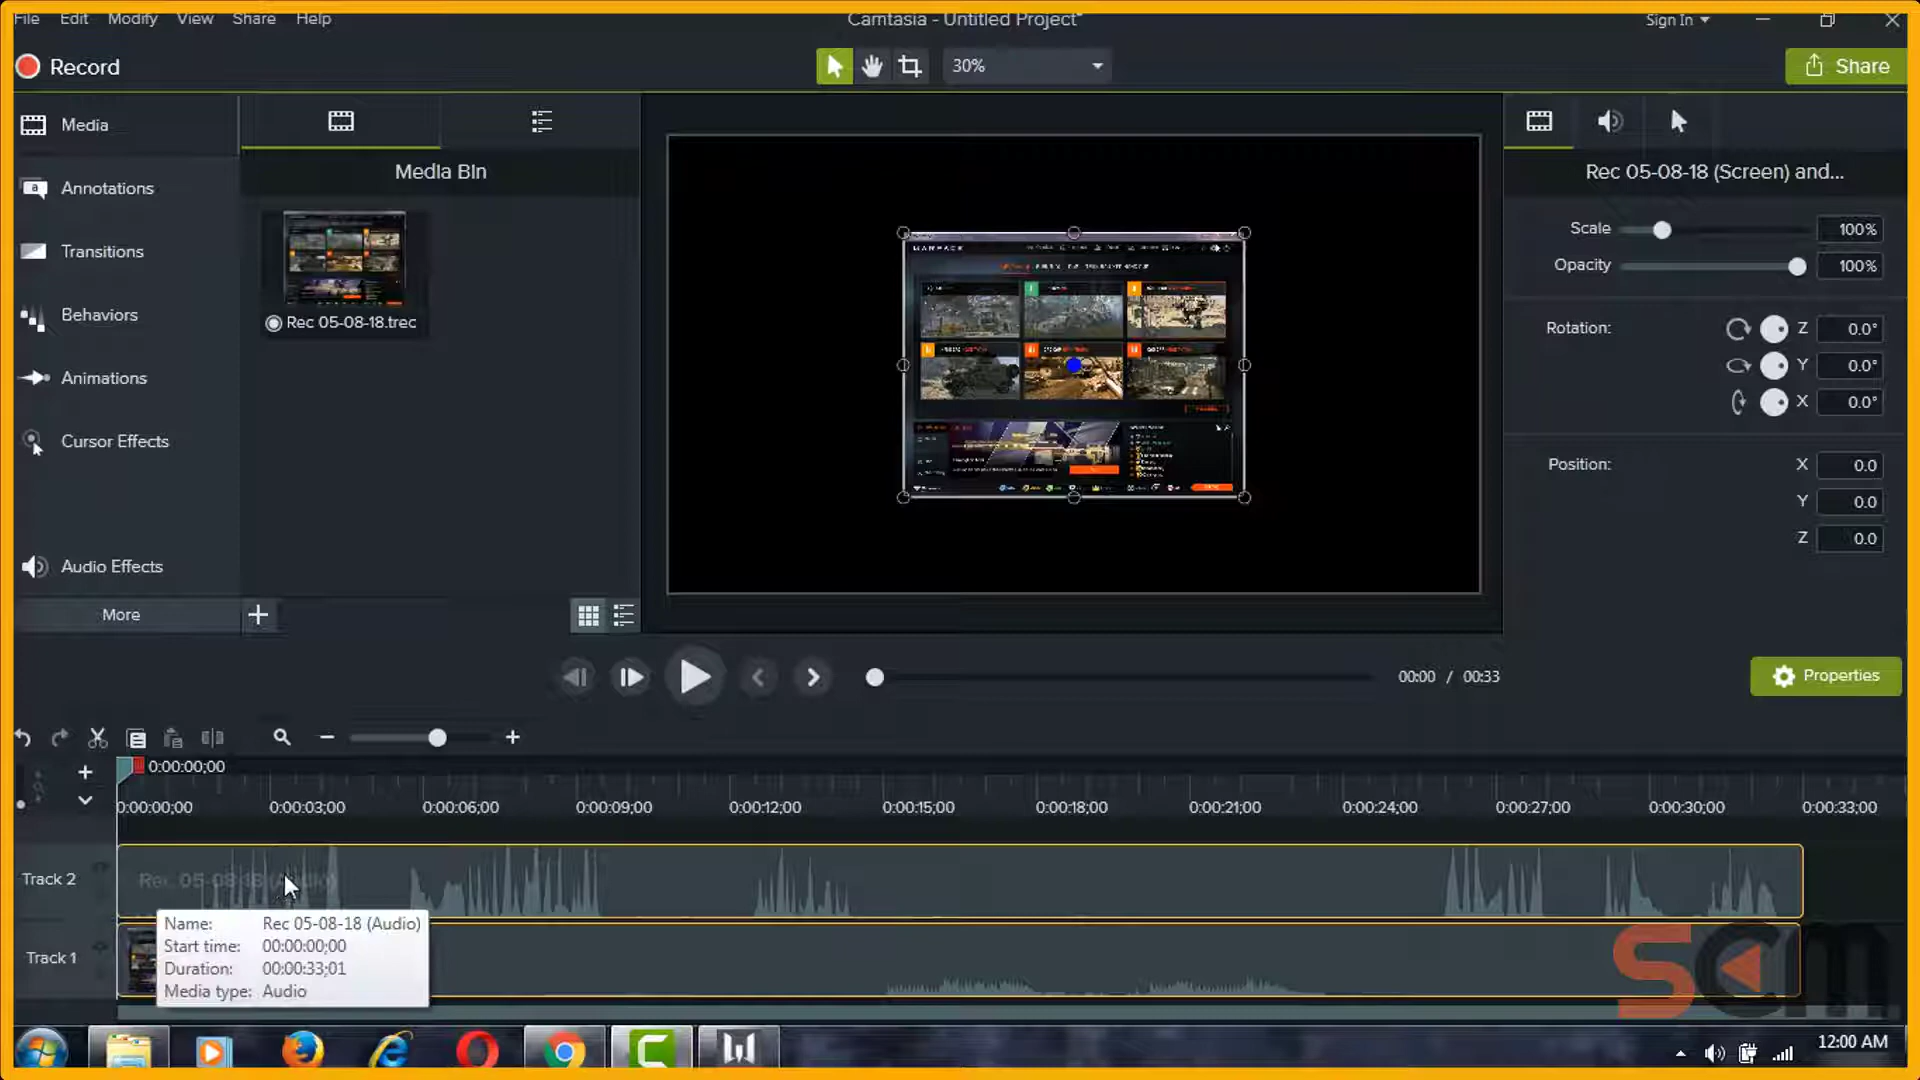 File Edit Modify View Share Help
Camtasia - Untitled Project*
Sign In
Record
30%
Share
Media
Annotations
Transitions
Behaviors
Animations
Cursor Effects
Audio Effects
More
Media Bin
Rec 05-08-18.trec
Rec 05-08-18 (Screen) and...
Scale 100%
Opacity 100%
Rotation: Z 0.0°
Y 0.0°
X 0.0°
Position: X 0.0
Y 0.0
Z 0.0
00:00 / 00:33
Properties
0:00:00;00
0:00:00;00 0:00:03;00 0:00:06;00 0:00:09;00 0:00:12;00 0:00:15;00 0:00:18;00 0:00:21;00 0:00:24;00 0:00:27;00 0:00:30;00 0:00:33;00
Track 2
Rec 05-08-18 (Audio)
Track 1
Name: Rec 05-08-18 (Audio)
Start time: 00:00:00;00
Duration: 00:00:33;01
Media type: Audio
SCM
12:00 AM